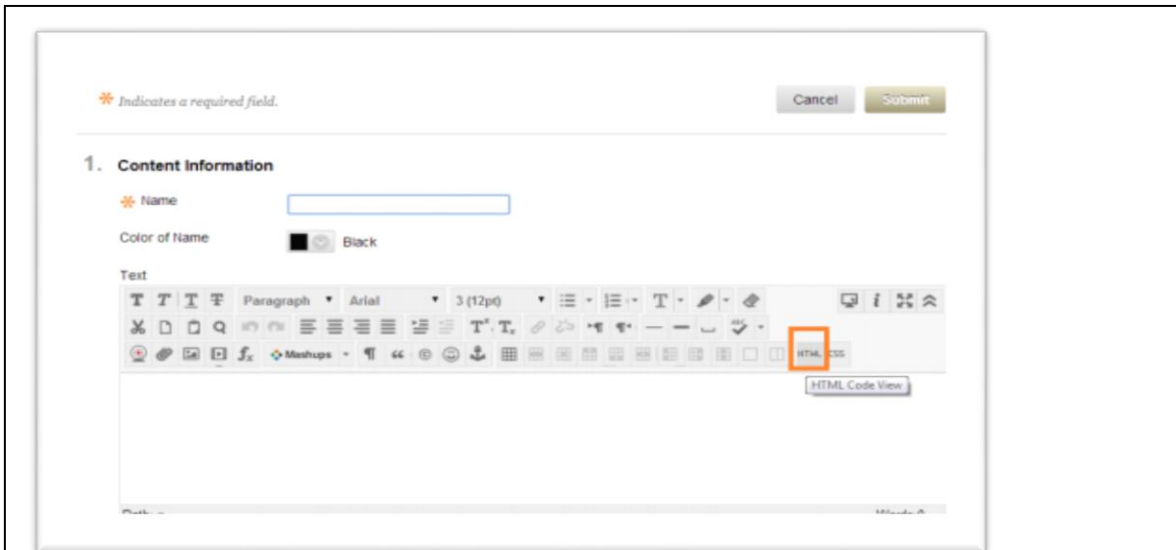 Indicates a required field.
Cancel
Submit
1. Content Information
Name
Color of Name
Black
Text
Paragraph
Arial
3 (12pt)
ABC
Mashups
HTML
CSS
HTML Code View